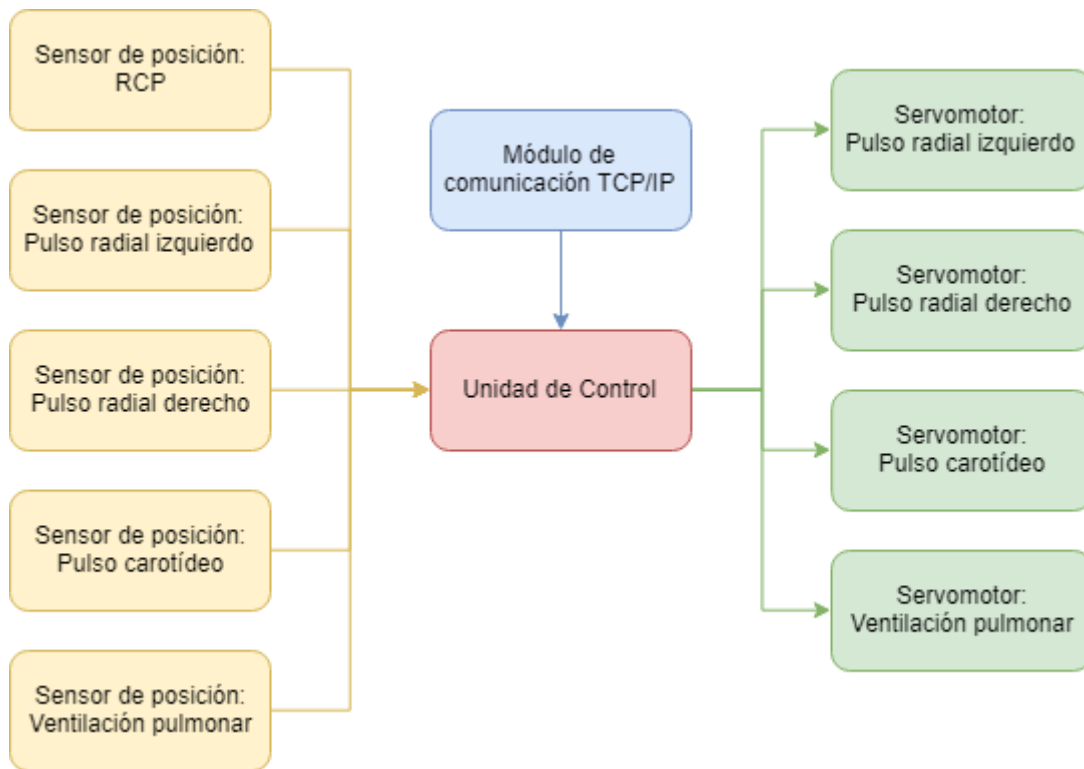 Sensor de posición:
RCP
Sensor de posición:
Pulso radial izquierdo
Sensor de posición:
Pulso radial derecho
Sensor de posición:
Pulso carotídeo
Sensor de posición:
Ventilación pulmonar
Módulo de
comunicación TCP/IP
Unidad de Control
Servomotor:
Pulso radial izquierdo
Servomotor:
Pulso radial derecho
Servomotor:
Pulso carotídeo
Servomotor:
Ventilación pulmonar